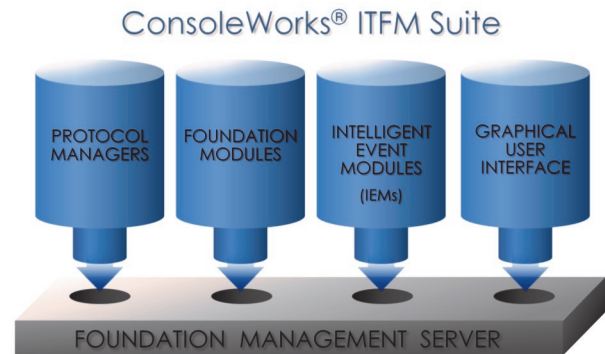 ConsoleWorks® ITFM Suite
PROTOCOL
MANAGERS
FOUNDATION
MODULES
INTELLIGENT
EVENT
MODULES
(IEMs)
GRAPHICAL
USER
INTERFACE
FOUNDATION MANAGEMENT SERVER